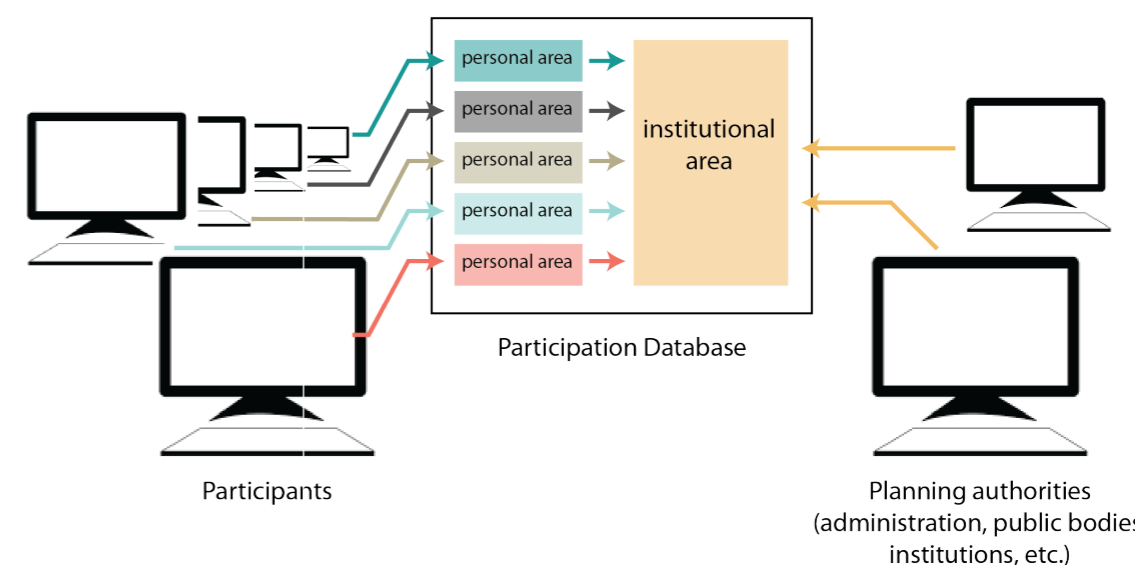 personal area
personal area
personal area
personal area
personal area
institutional
area
Participation Database
Participants
Planning authorities
(administration, public bodies
institutions, etc.)